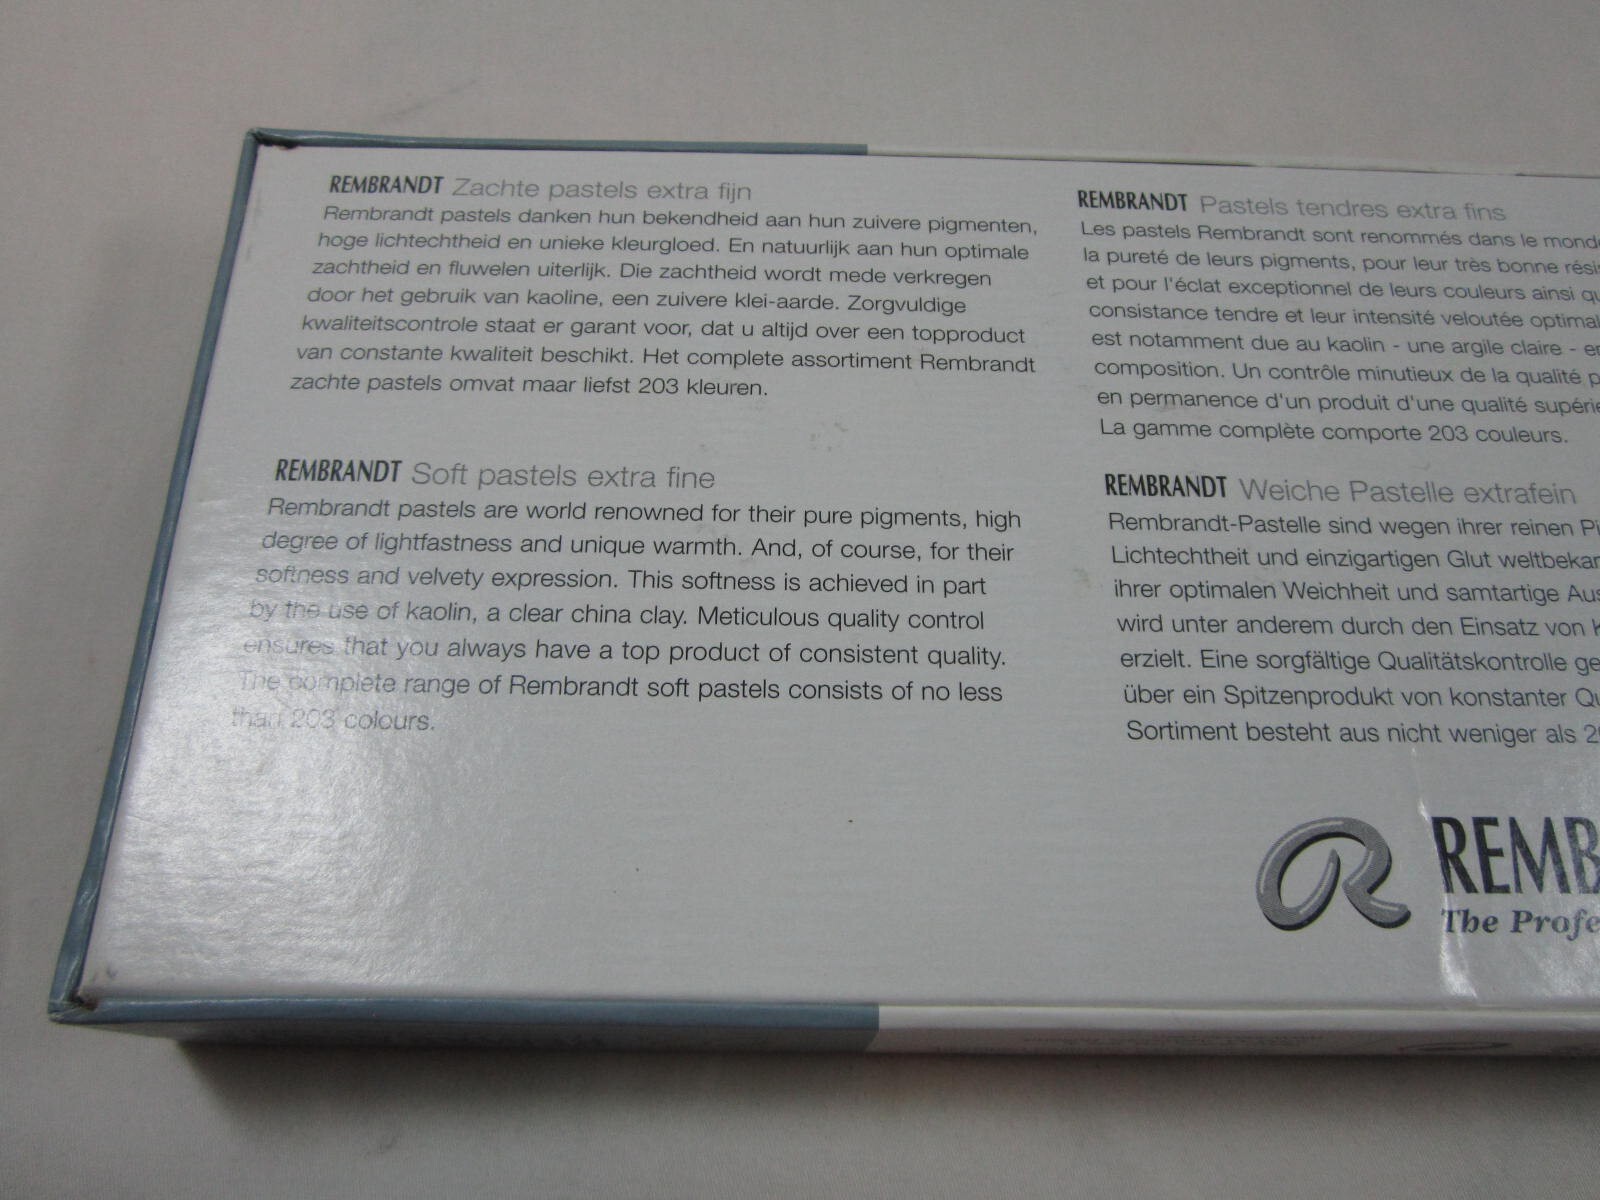 REMBRANDT Zachte pastels extra fijn
Rembrandt pastels danken hun bekendheid aan hun zuivere pigmenten,
hoge lichtechtheid en unieke kleurgloed. En natuurlijk aan hun optimale
zachtheid en fluwelen uiterlijk. Die zachtheid wordt mede verkregen
door het gebruik van kaoline, een zuivere klei-aarde. Zorgvuldige
kwaliteitscontrole staat er garant voor, dat u altijd over een topproduct
van constante kwaliteit beschikt. Het complete assortiment Rembrandt
zachte pastels omvat maar liefst 203 kleuren.
REMBRANDT Soft pastels extra fine
Rembrandt pastels are world renowned for their pure pigments, high
degree of lightfastness and unique warmth. And, of course, for their
softness and velvety expression. This softness is achieved in part
by the use of kaolin, a clear china clay. Meticulous quality control
ensures that you always have a top product of consistent quality.
The complete range of Rembrandt soft pastels consists of no less
than 203 colours.
REMBRANDT Pastels tendres extra fins
Les pastels Rembrandt sont renommés dans le
la pureté de leurs pigments, pour leur très bonne
et pour l'éclat exceptionnel de leurs couleurs ainsi
consistance tendre et leur intensité veloutée
est notamment due au kaolin - une argile claire -
composition. Un contrôle minutieux de la qualité
en permanence d'un produit d'une qualité
La gamme complète comporte 203 couleurs.
REMBRANDT Weiche Pastelle extrafein
Rembrandt-Pastelle sind wegen ihrer reinen
Lichtechtheit und einzigartigen Glut
ihrer optimalen Weichheit und samtartige
wird unter anderem durch den Einsatz von
erzielt. Eine sorgfältige Qualitätskontrolle
über ein Spitzenprodukt von konstanter
Sortiment besteht aus nicht weniger als
R REMB
The Profe